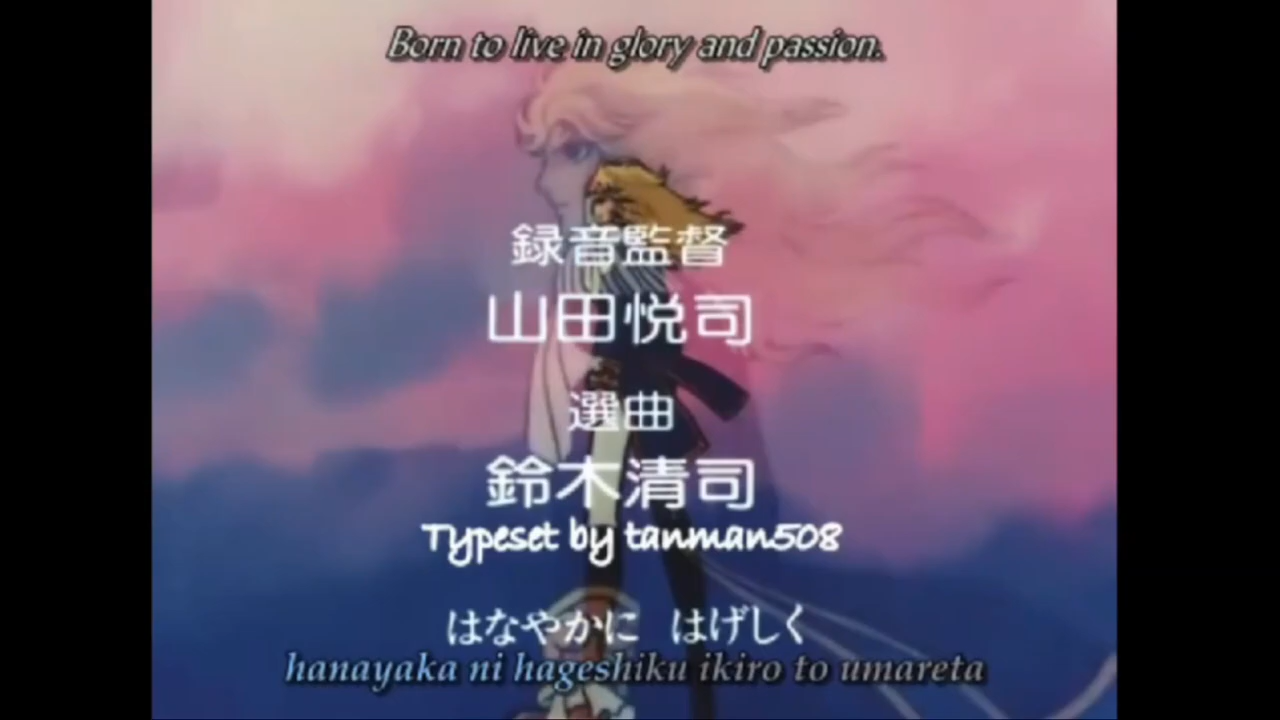 Born to live in glory and passion.
録音監督
山田悦司
選曲
鈴木清司
Typeset by tanman508
はなやかに はげしく
hanayaka ni hageshiku ikiro to umareta